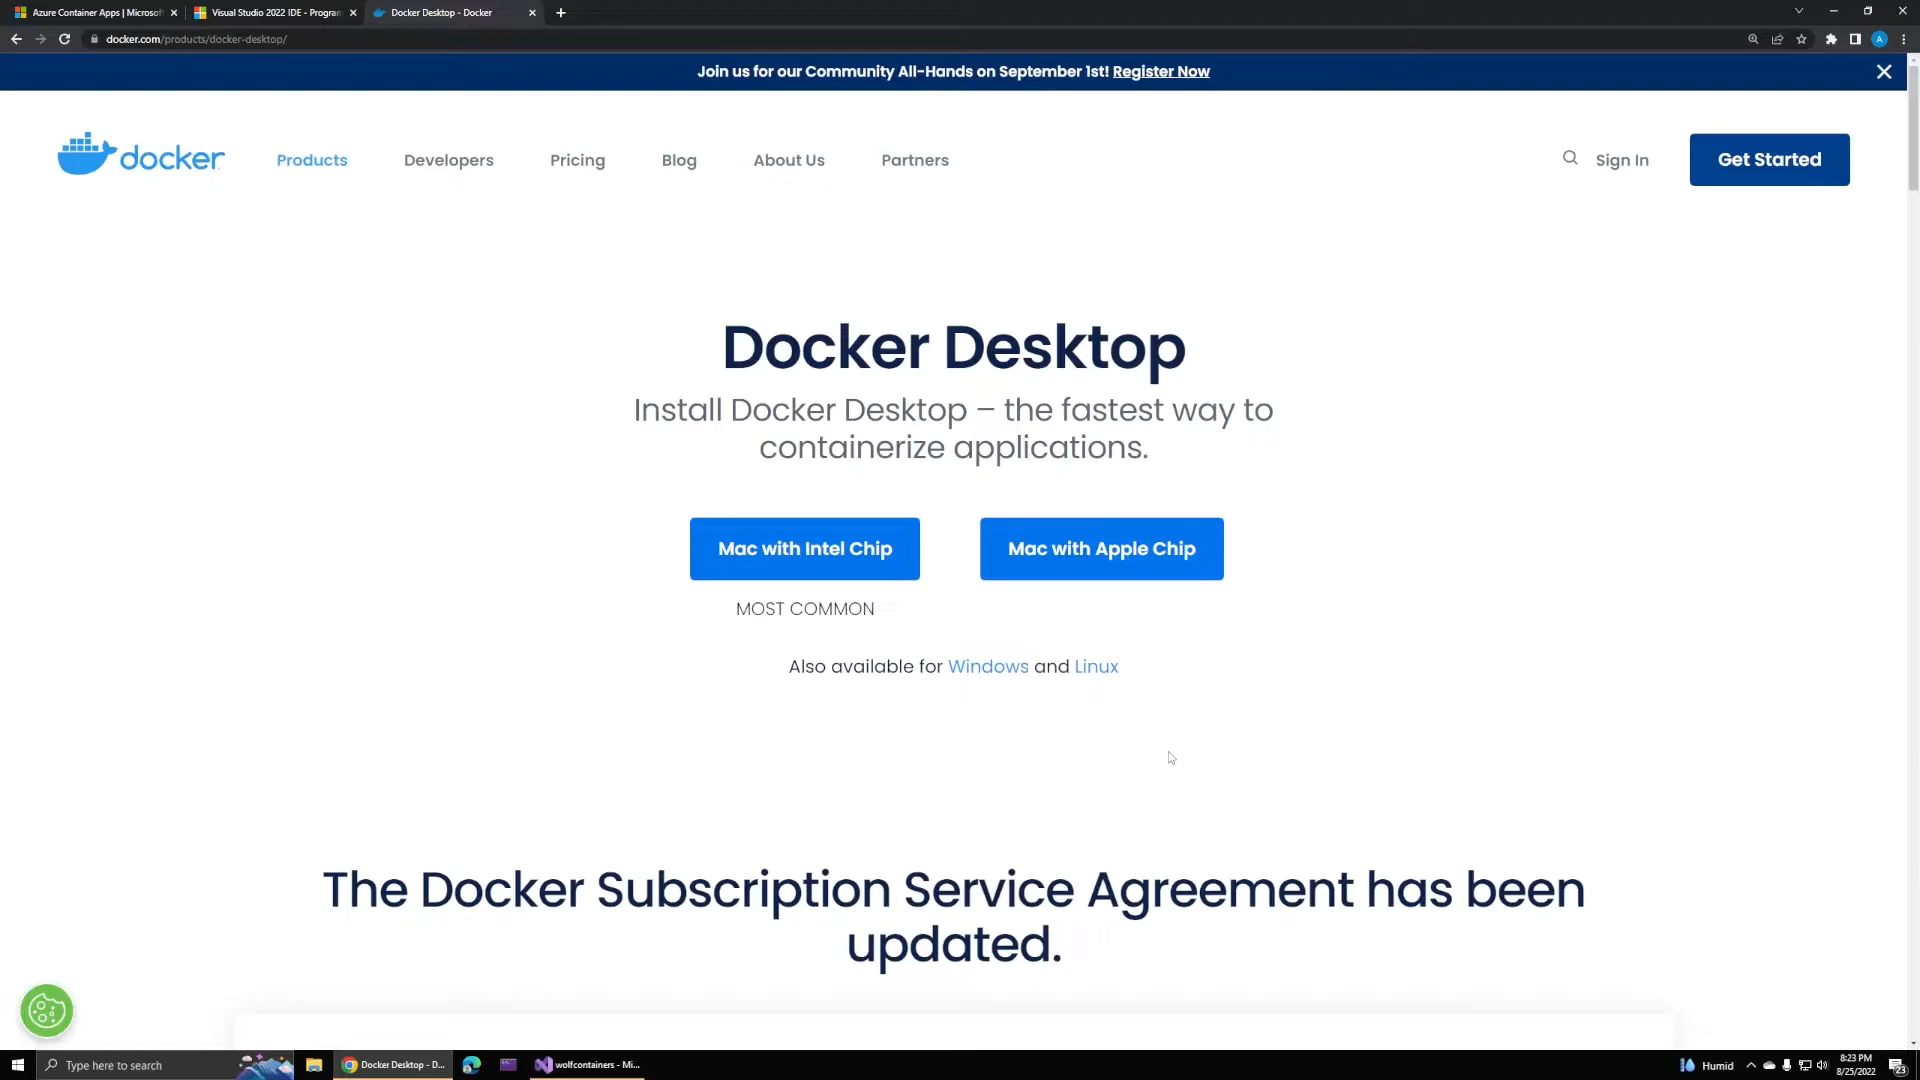 Azure Container Apps | Microsof
Visual Studio 2022 IDE - Program
Docker Desktop - Docker
docker.com/products/docker-desktop/
A
Join us for our Community All-Hands on September 1st! Register Now
docker
Products
Developers
Pricing
Blog
About Us
Partners
Sign In
Get Started
Docker Desktop
Install Docker Desktop – the fastest way to
containerize applications.
Mac with Intel Chip
Mac with Apple Chip
MOST COMMON
Also available for Windows and Linux
The Docker Subscription Service Agreement has been
updated.
Type here to search
Docker Desktop - D...
wolfcontainers - Mi...
Humid
8:23 PM
8/25/2022
23